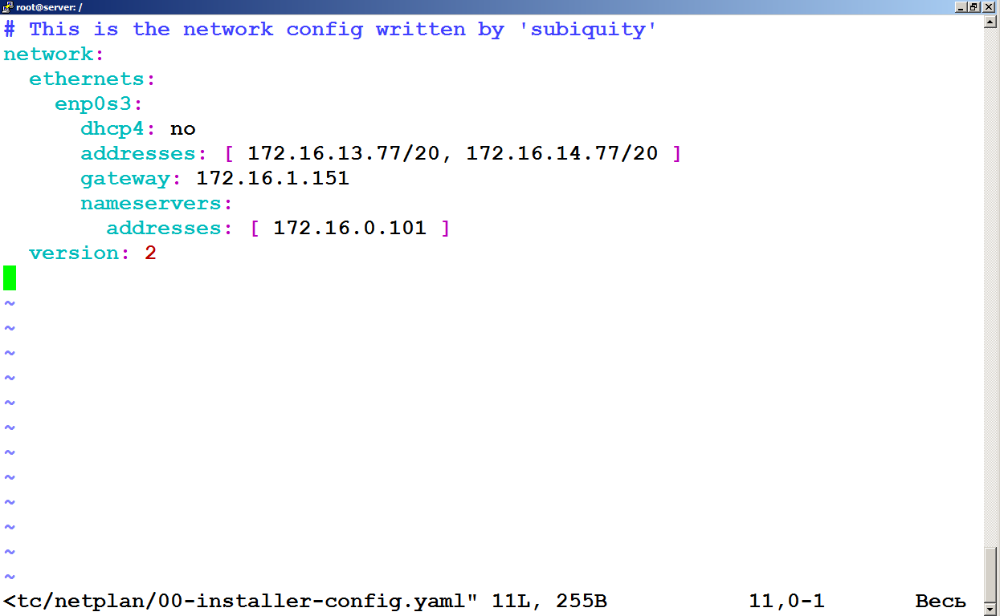 root@server: /
# This is the network config written by 'subiquity'
network:
  ethernets:
    enp0s3:
      dhcp4: no
      addresses: [ 172.16.13.77/20, 172.16.14.77/20 ]
      gateway: 172.16.1.151
      nameservers:
        addresses: [ 172.16.0.101 ]
  version: 2
~
~
~
~
~
~
~
~
~
~
~
~
<tc/netplan/00-installer-config.yaml" 11L, 255B 11,0-1 Весь